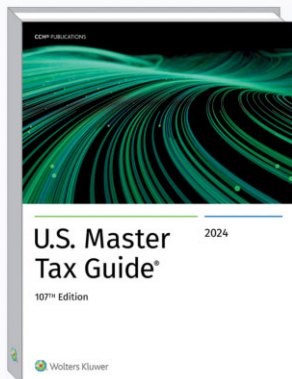 CCH® PUBLICATIONS
U.S. Master
Tax Guide®
2024
107TH Edition
Wolters Kluwer